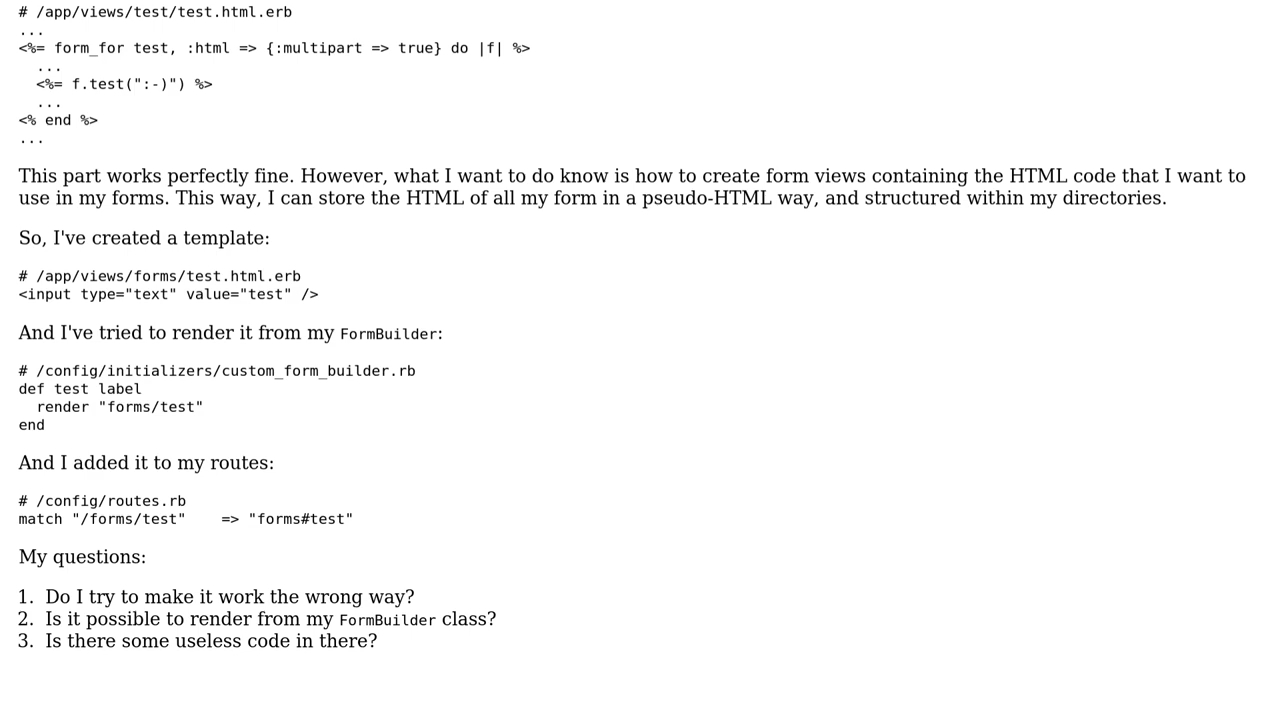 # /app/views/test/test.html.erb
...
<%= form_for test, :html => {:multipart => true} do |f| %>
  ...
  <%= f.test(":-)") %>
  ...
<% end %>
...
This part works perfectly fine. However, what I want to do know is how to create form views containing the HTML code that I want to
use in my forms. This way, I can store the HTML of all my form in a pseudo-HTML way, and structured within my directories.
So, I've created a template:
# /app/views/forms/test.html.erb
<input type="text" value="test" />
And I've tried to render it from my FormBuilder:
# /config/initializers/custom_form_builder.rb
def test label
  render "forms/test"
end
And I added it to my routes:
# /config/routes.rb
match "/forms/test"    => "forms#test"
My questions:
1. Do I try to make it work the wrong way?
2. Is it possible to render from my FormBuilder class?
3. Is there some useless code in there?